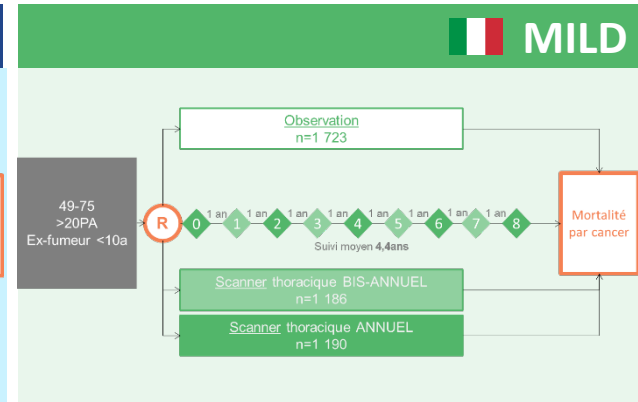 MILD
Observation
n=1 723
49-75
>20PA
Ex-fumeur <10a
R
1 an 1 an 1 an 1 an 1 an 1 an 1 an 1 an
0 1 2 3 4 5 6 7 8
Suivi moyen 4,4ans
Mortalité
par cancer
Scanner thoracique BIS-ANNUEL
n=1 186
Scanner thoracique ANNUEL
n=1 190